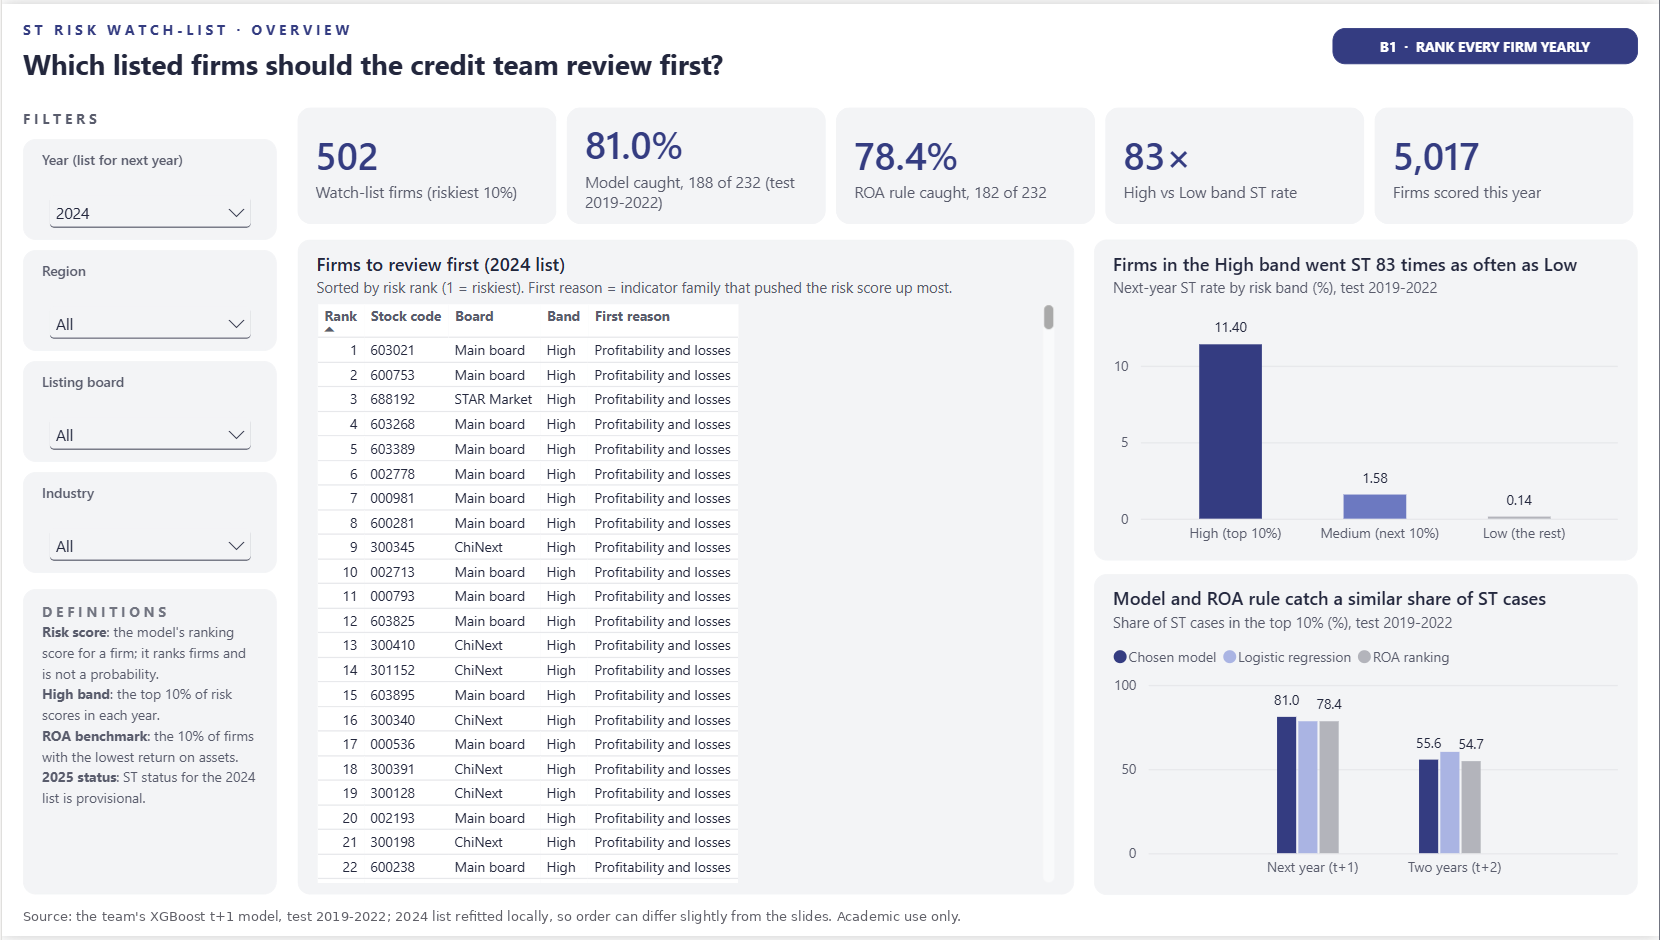 ST RISK WATCH-LIST · OVERVIEW
Which listed firms should the credit team review first?
B1 · RANK EVERY FIRM YEARLY
FILTERS
Year (list for next year)
2024
Region
All
Listing board
All
Industry
All
DEFINITIONS
Risk score: the model's ranking
score for a firm; it ranks firms and
is not a probability.
High band: the top 10% of risk
scores in each year.
ROA benchmark: the 10% of firms
with the lowest return on assets.
2025 status: ST status for the 2024
list is provisional.
502
Watch-list firms (riskiest 10%)
81.0%
Model caught, 188 of 232 (test
2019-2022)
78.4%
ROA rule caught, 182 of 232
83×
High vs Low band ST rate
5,017
Firms scored this year
Firms to review first (2024 list)
Sorted by risk rank (1 = riskiest). First reason = indicator family that pushed the risk score up most.
Rank Stock code Board Band First reason
1 603021 Main board High Profitability and losses
2 600753 Main board High Profitability and losses
3 688192 STAR Market High Profitability and losses
4 603268 Main board High Profitability and losses
5 603389 Main board High Profitability and losses
6 002778 Main board High Profitability and losses
7 000981 Main board High Profitability and losses
8 600281 Main board High Profitability and losses
9 300345 ChiNext High Profitability and losses
10 002713 Main board High Profitability and losses
11 000793 Main board High Profitability and losses
12 603825 Main board High Profitability and losses
13 300410 ChiNext High Profitability and losses
14 301152 ChiNext High Profitability and losses
15 603895 Main board High Profitability and losses
16 300340 ChiNext High Profitability and losses
17 000536 Main board High Profitability and losses
18 300391 ChiNext High Profitability and losses
19 300128 ChiNext High Profitability and losses
20 002193 Main board High Profitability and losses
21 300198 ChiNext High Profitability and losses
22 600238 Main board High Profitability and losses
Firms in the High band went ST 83 times as often as Low
Next-year ST rate by risk band (%), test 2019-2022
11.40
10
5
1.58
0.14
0
High (top 10%) Medium (next 10%) Low (the rest)
Model and ROA rule catch a similar share of ST cases
Share of ST cases in the top 10% (%), test 2019-2022
Chosen model Logistic regression ROA ranking
100
81.0 78.4
55.6 54.7
50
0
Next year (t+1) Two years (t+2)
Source: the team's XGBoost t+1 model, test 2019-2022; 2024 list refitted locally, so order can differ slightly from the slides. Academic use only.